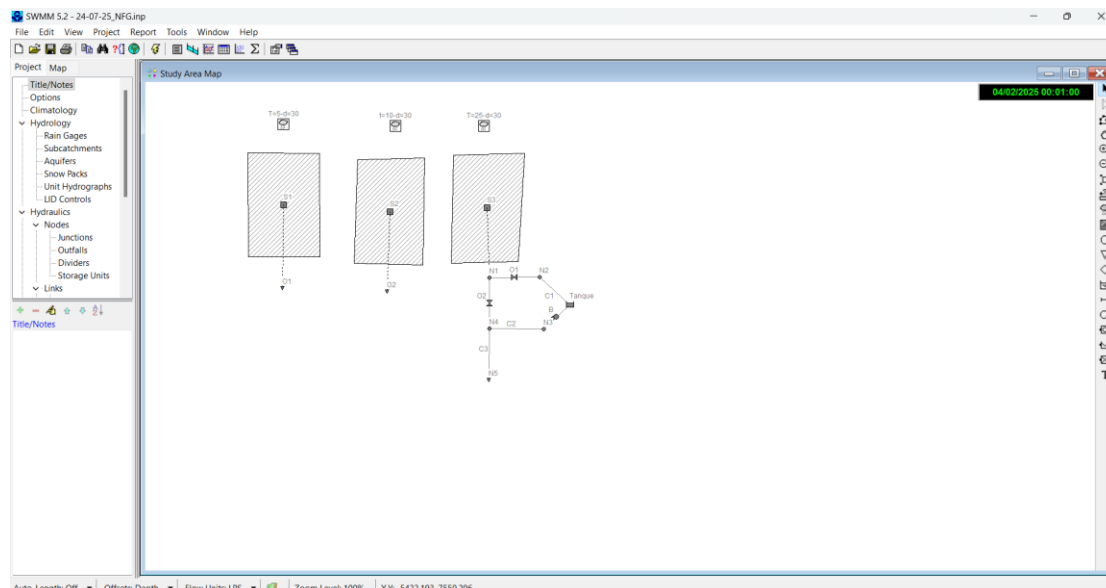 SWMM 5.2 - 24-07-25_NFG.inp
File Edit View Project Report Tools Window Help
Project Map
Study Area Map
04/02/2025 00:01:00
Title/Notes
Options
Climatology
Hydrology
Rain Gages
Subcatchments
Aquifers
Snow Packs
Unit Hydrographs
LID Controls
Hydraulics
Nodes
Junctions
Outfalls
Dividers
Storage Units
Links
Title/Notes
T=5-d=30 t=10-d=30 T=25-d=30
S1 S2 S3
O1 O2
N1 O1 N2
O2 C1 Tanque
B
N4 C2 N3
C3
N5
Auto-Length: Off Offsets: Depth Flow Units: LPS Zoom Level: 100% X,Y: -5422.193, 7550.296